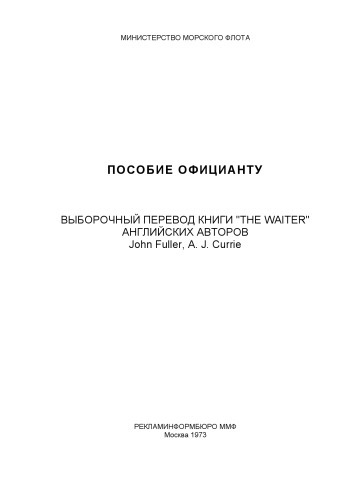 МИНИСТЕРСТВО МОРСКОГО ФЛОТА
ПОСОБИЕ ОФИЦИАНТУ
ВЫБОРОЧНЫЙ ПЕРЕВОД КНИГИ "THE WAITER"
АНГЛИЙСКИХ АВТОРОВ
John Fuller, A. J. Currie
РЕКЛАМИНФОРМБЮРО ММФ
Москва 1973